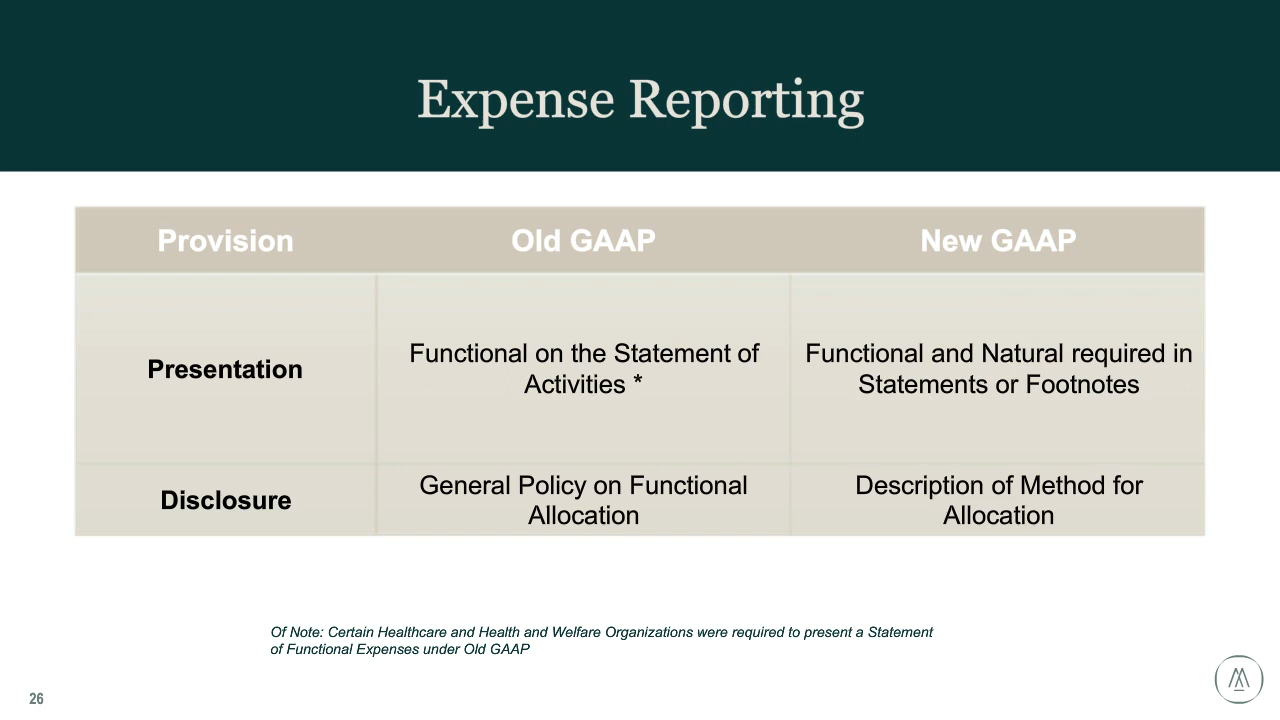 Expense Reporting
Provision
Old GAAP
New GAAP
Presentation
Functional on the Statement of
Activities *
Functional and Natural required in
Statements or Footnotes
Disclosure
General Policy on Functional
Allocation
Description of Method for
Allocation
Of Note: Certain Healthcare and Health and Welfare Organizations were required to present a Statement
of Functional Expenses under Old GAAP
26